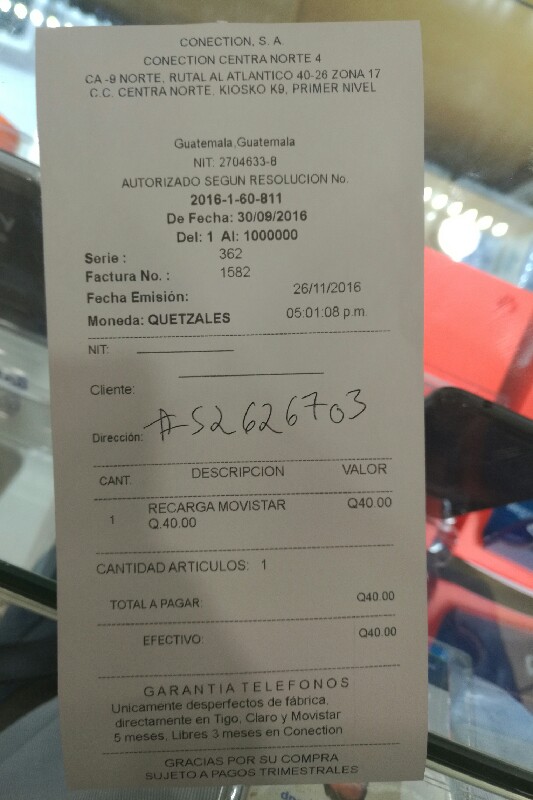 CONECTION, S. A.
CONECTION CENTRA NORTE 4
CA -9 NORTE, RUTAL AL ATLANTICO 40-26 ZONA 17
C.C. CENTRA NORTE, KIOSKO K9, PRIMER NIVEL
Guatemala,Guatemala
NIT: 2704633-8
AUTORIZADO SEGUN RESOLUCION No.
2016-1-60-811
De Fecha: 30/09/2016
Del: 1 Al: 1000000
Serie : 362
Factura No. : 1582
Fecha Emisión: 26/11/2016
Moneda: QUETZALES 05:01:08 p.m.
NIT:
Cliente:
Dirección: #52626703
CANT. DESCRIPCION VALOR
1 RECARGA MOVISTAR Q40.00
Q.40.00
CANTIDAD ARTICULOS: 1
TOTAL A PAGAR: Q40.00
EFECTIVO: Q40.00
GARANTIA TELEFONOS
Unicamente desperfectos de fábrica,
directamente en Tigo, Claro y Movistar
5 meses, Libres 3 meses en Conection
GRACIAS POR SU COMPRA
SUJETO A PAGOS TRIMESTRALES